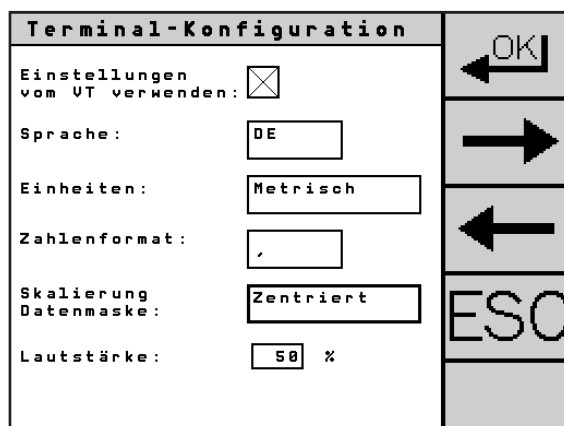 Terminal-Konfiguration
OK
Einstellungen
vom VT verwenden:
Sprache: DE
Einheiten: Metrisch
Zahlenformat: ,
Skalierung
Datenmaske: Zentriert
ESC
Lautstärke: 50 %